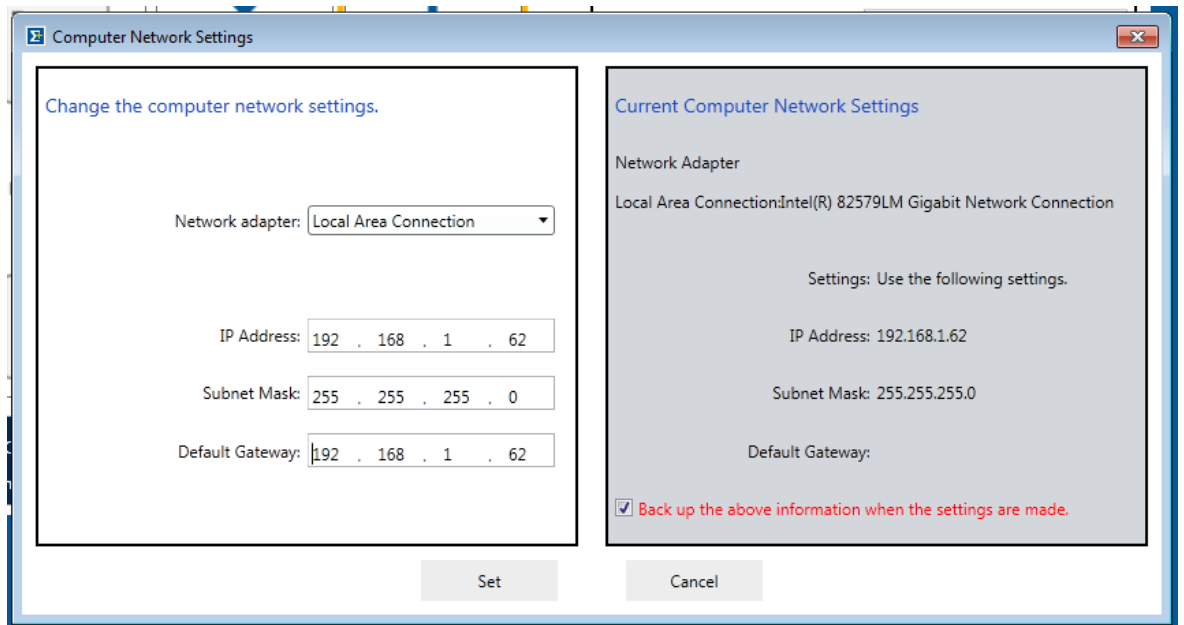 Computer Network Settings
Change the computer network settings.
Network adapter: Local Area Connection
IP Address: 192 . 168 . 1 . 62
Subnet Mask: 255 . 255 . 255 . 0
Default Gateway: 192 . 168 . 1 . 62
Current Computer Network Settings
Network Adapter
Local Area Connection:Intel(R) 82579LM Gigabit Network Connection
Settings: Use the following settings.
IP Address: 192.168.1.62
Subnet Mask: 255.255.255.0
Default Gateway:
Back up the above information when the settings are made.
Set
Cancel